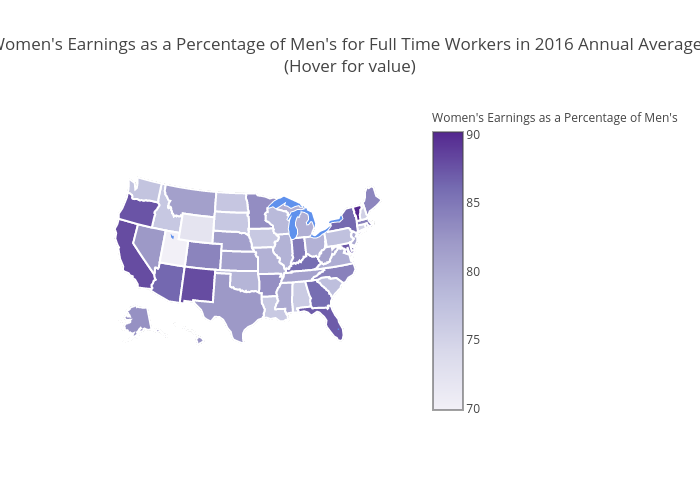 Women's Earnings as a Percentage of Men's for Full Time Workers in 2016 Annual Average
(Hover for value)
Women's Earnings as a Percentage of Men's
90
85
80
75
70